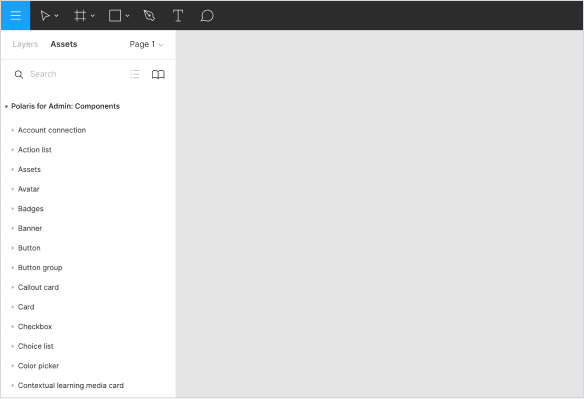 Layers Assets Page 1
Search
Polaris for Admin: Components
Account connection
Action list
Assets
Avatar
Badges
Banner
Button
Button group
Callout card
Card
Checkbox
Choice list
Color picker
Contextual learning media card